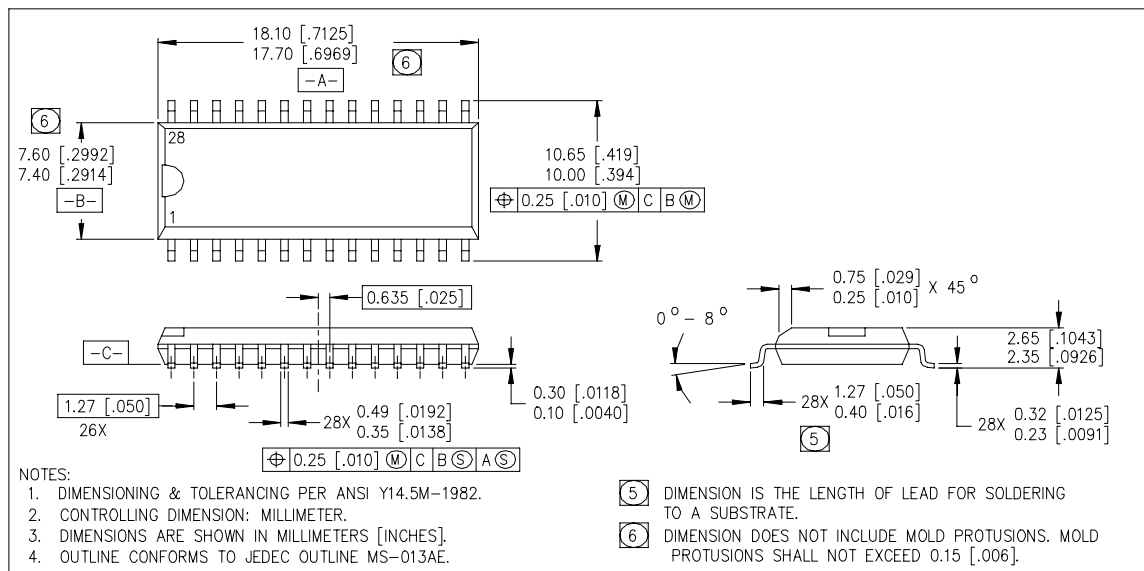 18.10 [.7125]
17.70 [.6969]
6
-A-
6
28
7.60 [.2992]
7.40 [.2914]
-B-
1
10.65 [.419]
10.00 [.394]
⌖ 0.25 [.010] Ⓜ C B Ⓜ
0.635 [.025]
-C-
1.27 [.050]
26X
28X 0.49 [.0192]
0.35 [.0138]
0.30 [.0118]
0.10 [.0040]
⌖ 0.25 [.010] Ⓜ C B Ⓢ A Ⓢ
0.75 [.029]
0.25 [.010] X 45°
0° - 8°
2.65 [.1043]
2.35 [.0926]
28X 1.27 [.050]
0.40 [.016]
5
28X 0.32 [.0125]
0.23 [.0091]
NOTES:
1. DIMENSIONING & TOLERANCING PER ANSI Y14.5M-1982.
2. CONTROLLING DIMENSION: MILLIMETER.
3. DIMENSIONS ARE SHOWN IN MILLIMETERS [INCHES].
4. OUTLINE CONFORMS TO JEDEC OUTLINE MS-013AE.
5 DIMENSION IS THE LENGTH OF LEAD FOR SOLDERING
TO A SUBSTRATE.
6 DIMENSION DOES NOT INCLUDE MOLD PROTUSIONS. MOLD
PROTUSIONS SHALL NOT EXCEED 0.15 [.006].